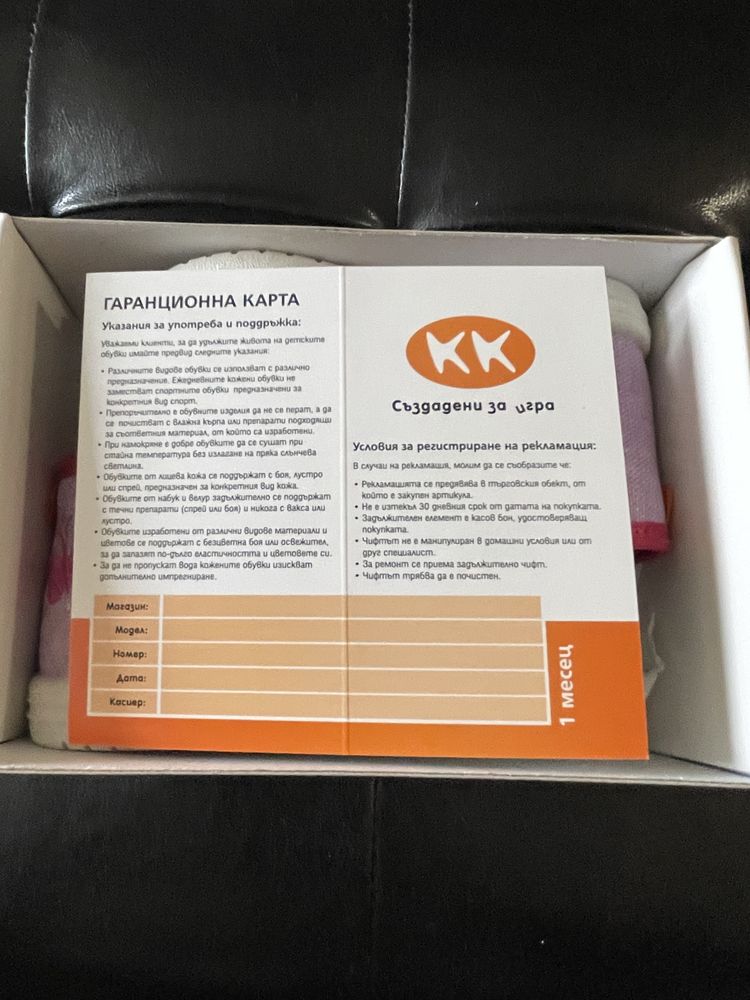 ГАРАНЦИОННА КАРТА
Указания за употреба и поддръжка:
Уважаеми клиенти, за да удължите живота на детските
обувки имайте предвид следните указания:
• Различните видове обувки се използват с различно
предназначение. Ежедневните кожени обувки не
заместват спортните обувки предназначени за
конкретния вид спорт.
• Препоръчително е обувните изделия да не се перат, а да
се почистват с влажна кърпа или препарати подходящи
за съответния материал, от който са изработени.
• При намокряне е добре обувките да се сушат при
стайна температура без излагане на пряка слънчева
светлина.
• Обувките от лицева кожа се поддържат с боя, лустро
или спрей, предназначен за конкретния вид кожа.
• Обувките от набук и велур задължително се поддържат
с течни препарати (спрей или боя) и никога с вакса или
лустро.
• Обувките изработени от различни видове материали и
цветове се поддържат с безцветна боя или освежител,
за да запазят по-дълго еластичността и цветовете си.
• За да не пропускат вода кожените обувки изискват
допълнително импрегниране.
KK
Създадени за игра
Условия за регистриране на рекламация:
В случаи на рекламация, молим да се съобразите че:
• Рекламацията се предявява в търговския обект, от
който е закупен артикула.
• Не е изтекъл 30 дневния срок от датата на покупката.
• Задължителен елемент е касов бон, удостоверяващ
покупката.
• Чифтът не е манипулиран в домашни условия или от
друг специалист.
• За ремонт се приема задължително чифт.
• Чифтът трябва да е почистен.
Магазин:
Модел:
Номер:
Дата:
Касиер:
1 месец